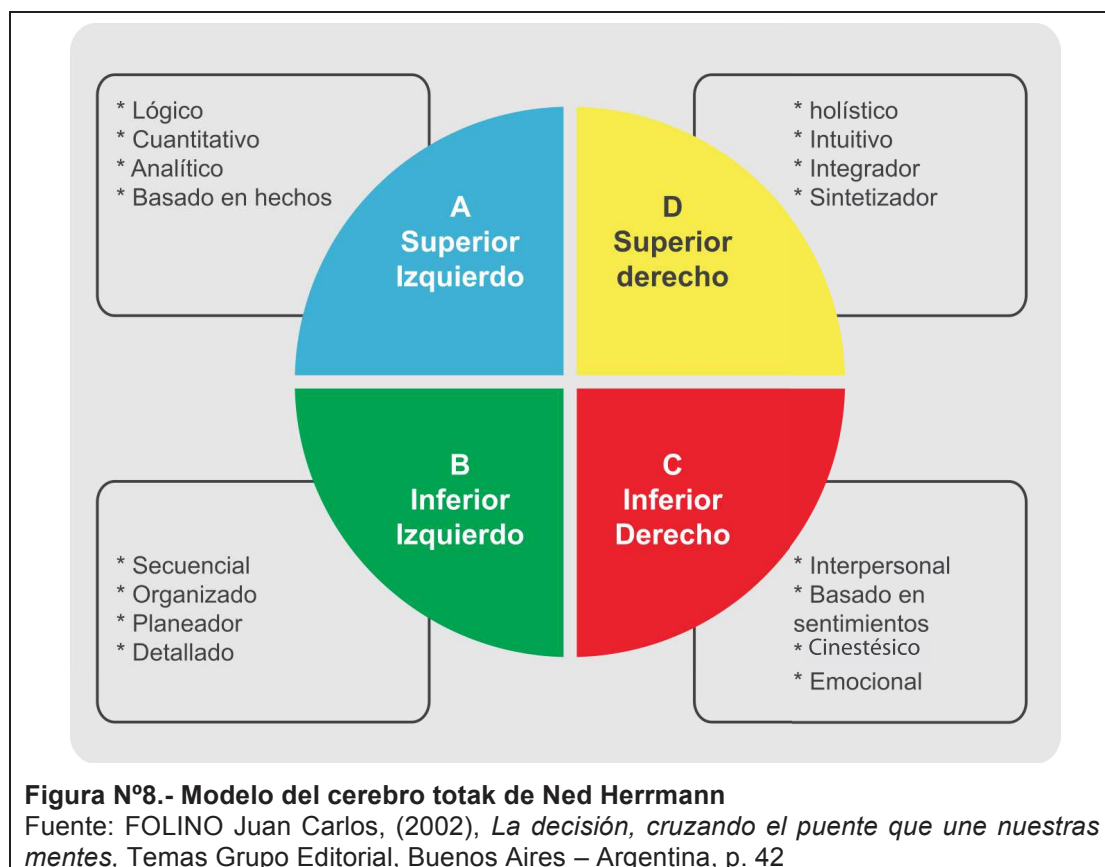 * Lógico
* Cuantitativo
* Analítico
* Basado en hechos
* holístico
* Intuitivo
* Integrador
* Sintetizador
A
Superior
Izquierdo
D
Superior
derecho
B
Inferior
Izquierdo
C
Inferior
Derecho
* Secuencial
* Organizado
* Planeador
* Detallado
* Interpersonal
* Basado en
sentimientos
* Cinestésico
* Emocional
Figura Nº8.- Modelo del cerebro totak de Ned Herrmann
Fuente: FOLINO Juan Carlos, (2002), La decisión, cruzando el puente que une nuestras
mentes, Temas Grupo Editorial, Buenos Aires – Argentina, p. 42